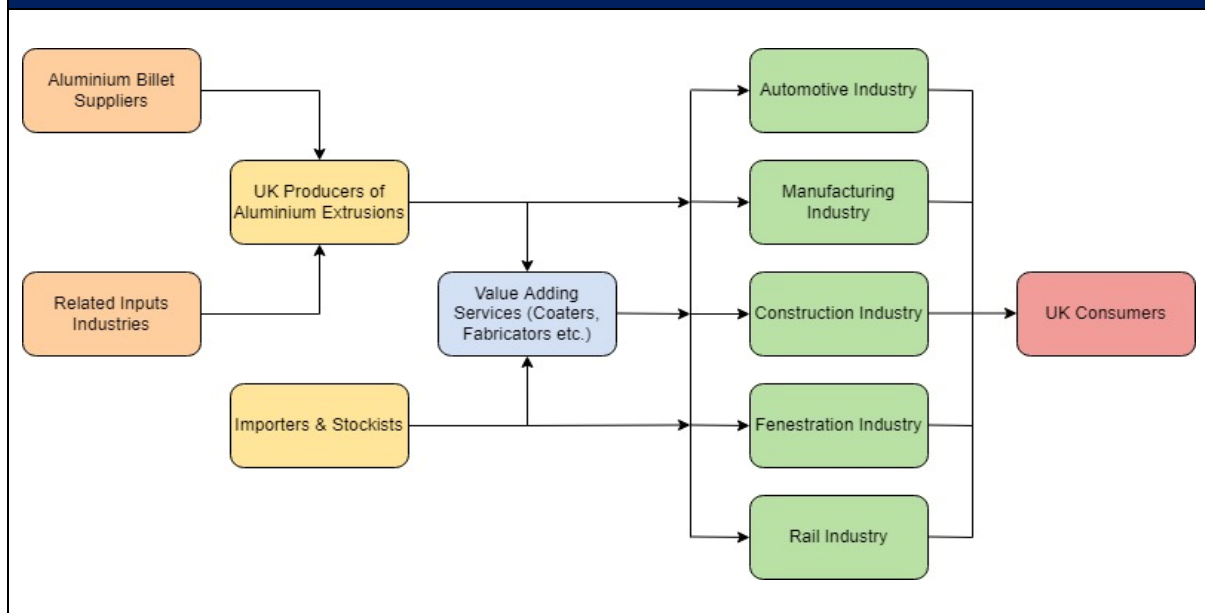 Aluminium Billet
Suppliers
Automotive Industry
UK Producers of
Aluminium Extrusions
Manufacturing
Industry
Related Inputs
Industries
Value Adding
Services (Coaters,
Fabricators etc.)
Construction Industry
UK Consumers
Importers & Stockists
Fenestration Industry
Rail Industry